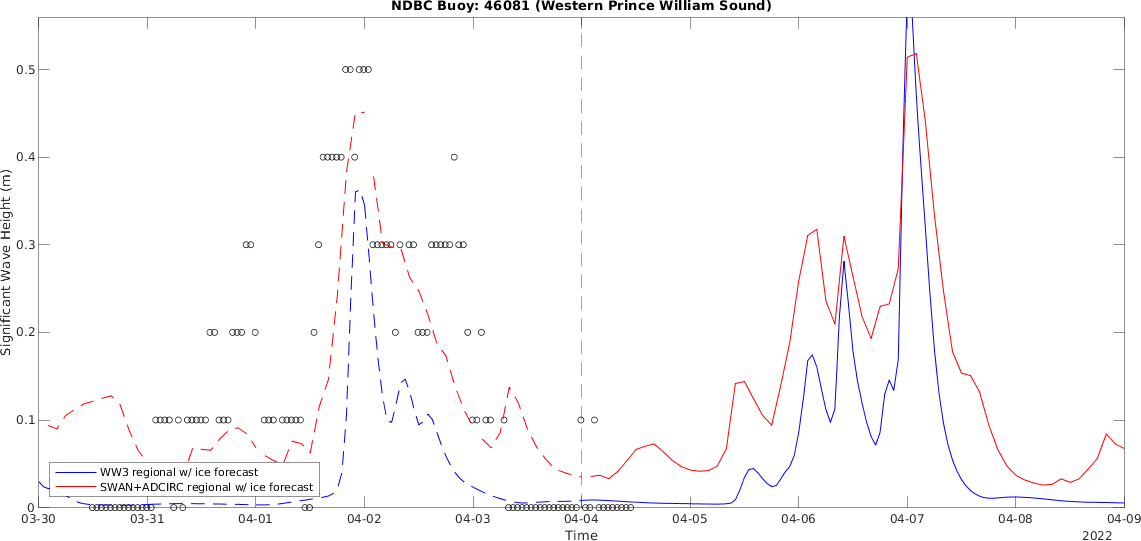 NDBC Buoy: 46081 (Western Prince William Sound)
Significant Wave Height (m)
0.5
0.4
0.3
0.2
0.1
0
WW3 regional w/ ice forecast
SWAN+ADCIRC regional w/ ice forecast
03-30 03-31 04-01 04-02 04-03 04-04 04-05 04-06 04-07 04-08 04-09
Time
2022